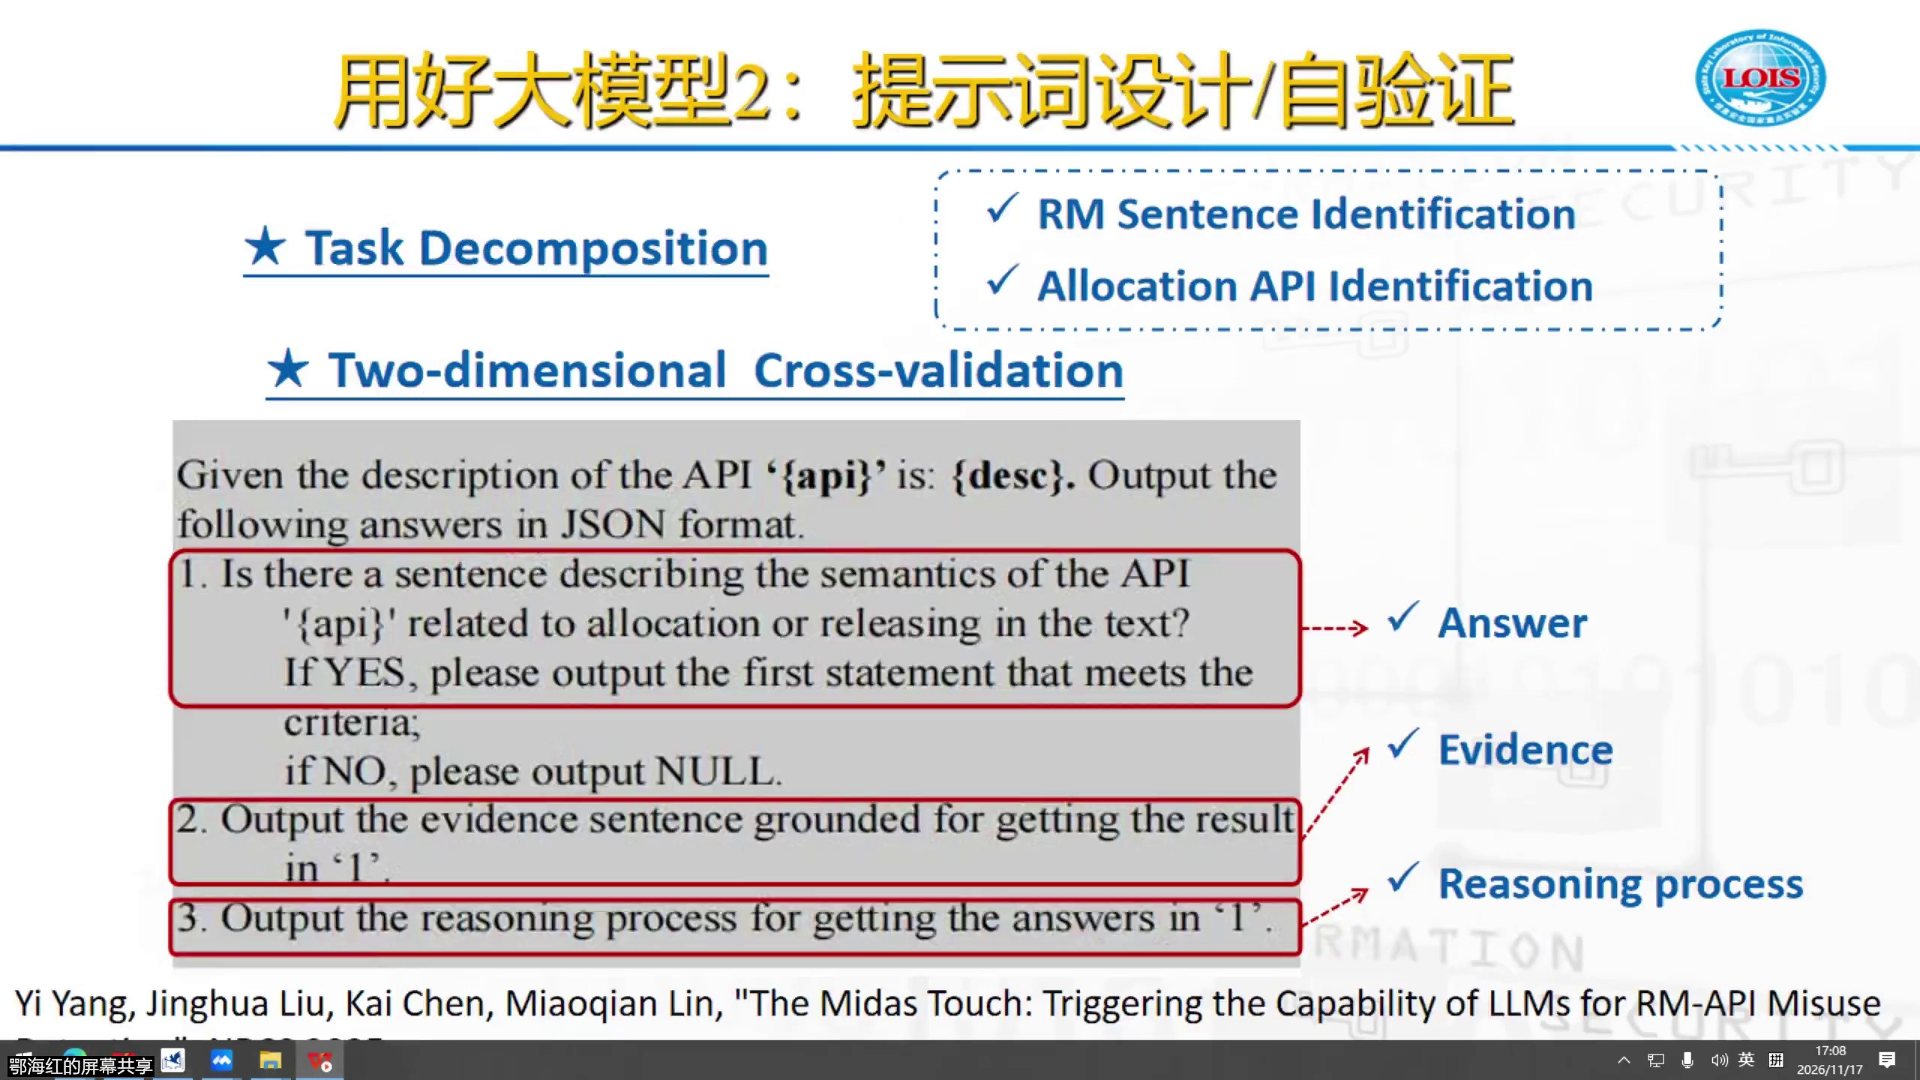 用好大模型2：提示词设计/自验证
LOIS
★ Task Decomposition
✓ RM Sentence Identification
✓ Allocation API Identification
★ Two-dimensional Cross-validation
Given the description of the API ‘{api}’ is: {desc}. Output the
following answers in JSON format.
1. Is there a sentence describing the semantics of the API
'{api}' related to allocation or releasing in the text?
If YES, please output the first statement that meets the
criteria;
if NO, please output NULL.
2. Output the evidence sentence grounded for getting the result
in ‘1’.
3. Output the reasoning process for getting the answers in ‘1’.
✓ Answer
✓ Evidence
✓ Reasoning process
Yi Yang, Jinghua Liu, Kai Chen, Miaoqian Lin, "The Midas Touch: Triggering the Capability of LLMs for RM-API Misuse
鄂海红的屏幕共享
英
拼
17:08
2026/11/17